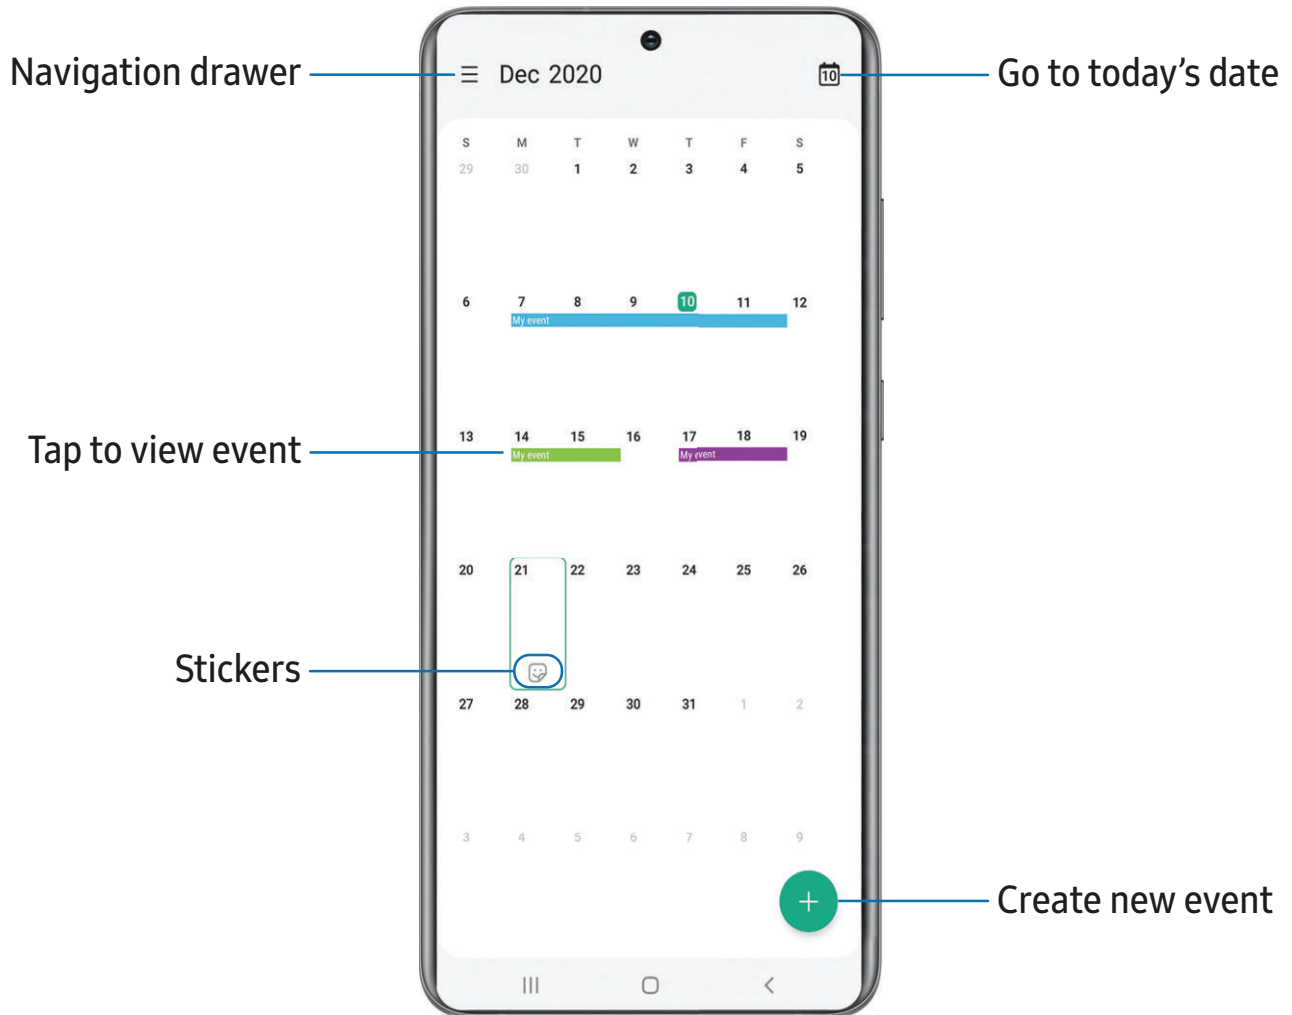 Navigation drawer
Dec 2020
10
Go to today's date
S M T W T F S
29 30 1 2 3 4 5
6 7 8 9 10 11 12
My event
13 14 15 16 17 18 19
Tap to view event
My event My event
20 21 22 23 24 25 26
Stickers
27 28 29 30 31 1 2
3 4 5 6 7 8 9
+
Create new event